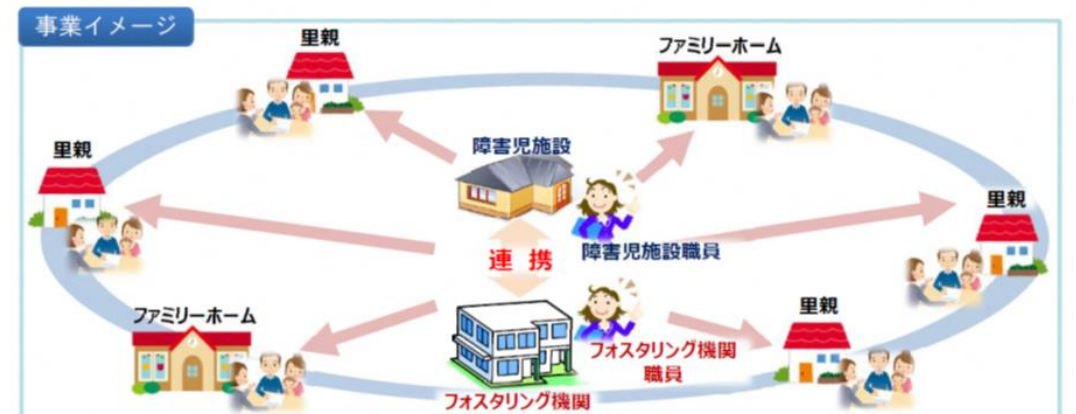 事業イメージ
里親
ファミリーホーム
障害児施設
里親
里親
障害児施設職員
連 携
ファミリーホーム
里親
フォスタリング機関
職員
フォスタリング機関